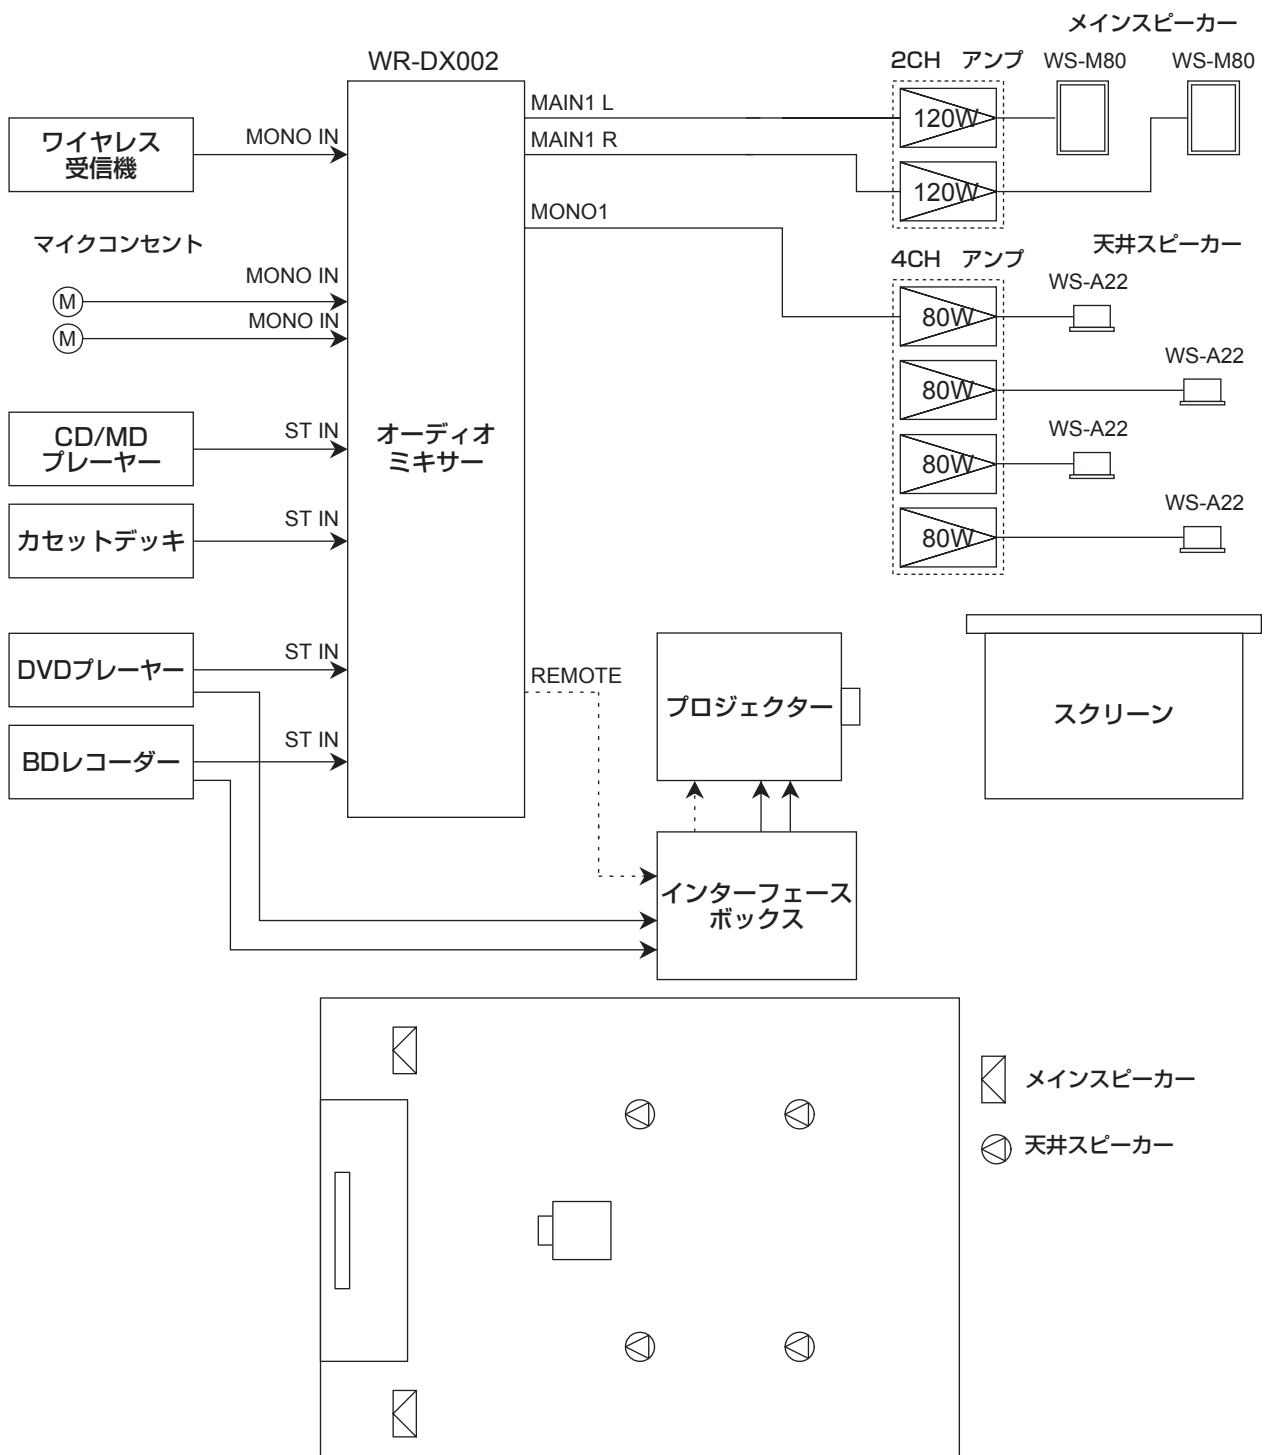 メインスピーカー
WR-DX002
2CH アンプ
WS-M80
WS-M80
MAIN1 L
120W
ワイヤレス
受信機
MONO IN
MAIN1 R
120W
MONO1
マイクコンセント
天井スピーカー
4CH アンプ
MONO IN
WS-A22
M
80W
MONO IN
M
WS-A22
80W
CD/MD
プレーヤー
ST IN
オーディオ
ミキサー
WS-A22
80W
カセットデッキ
ST IN
WS-A22
80W
DVDプレーヤー
ST IN
REMOTE
プロジェクター
スクリーン
BDレコーダー
ST IN
インターフェース
ボックス
メインスピーカー
天井スピーカー